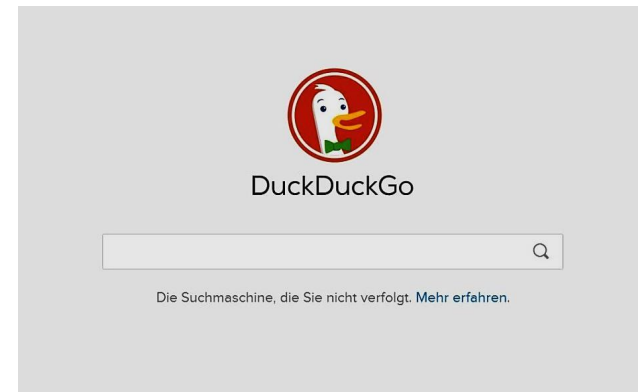 DuckDuckGo
Die Suchmaschine, die Sie nicht verfolgt. Mehr erfahren.